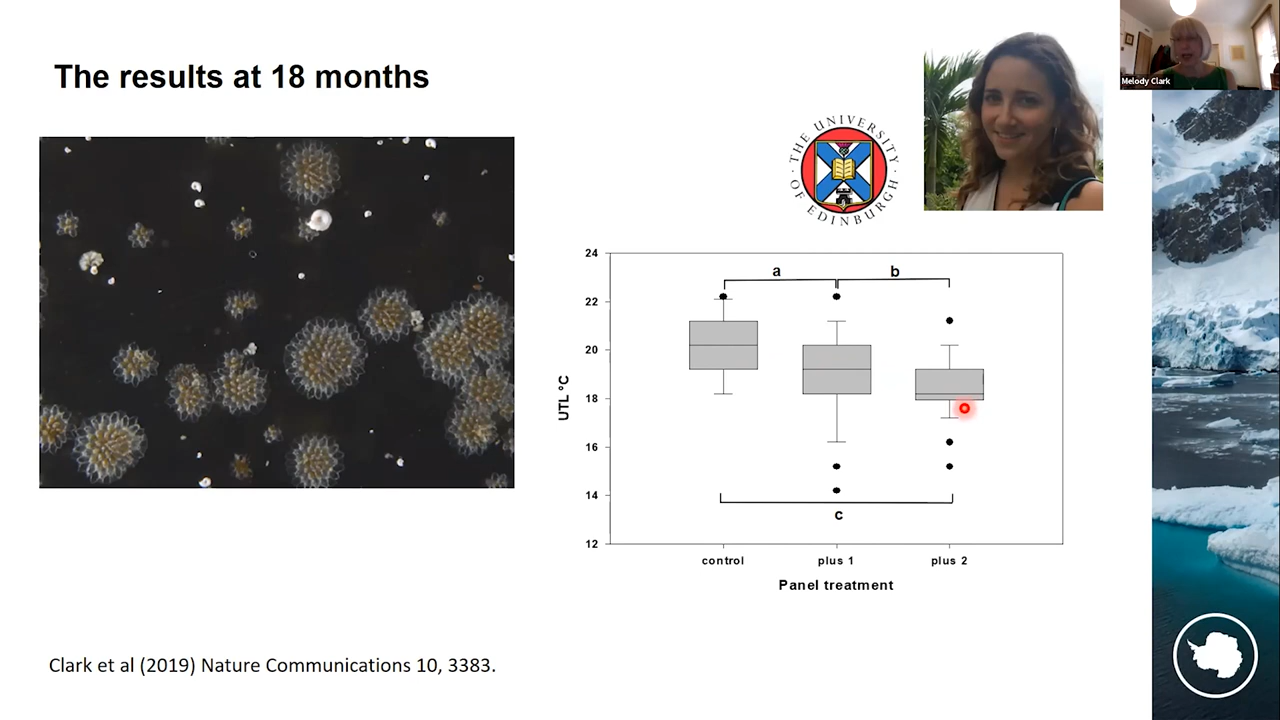 The results at 18 months
Melody Clark
THE UNIVERSITY
OF EDINBURGH
24
22
20
18
16
14
12
UTL °C
a
b
c
control
plus 1
plus 2
Panel treatment
Clark et al (2019) Nature Communications 10, 3383.